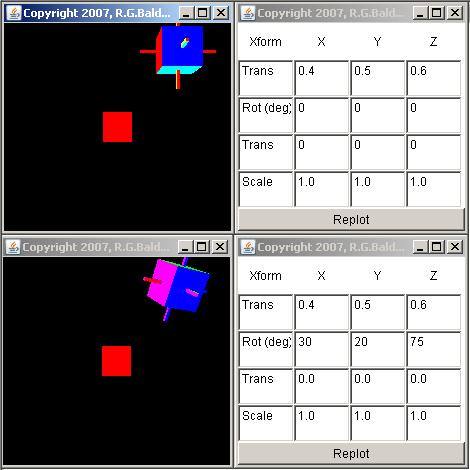 Copyright 2007, R.G.Bald...
Copyright 2007, R.G.Bald...
Xform X Y Z
Trans 0.4 0.5 0.6
Rot (deg) 0 0 0
Trans 0 0 0
Scale 1.0 1.0 1.0
Replot
Copyright 2007, R.G.Bald...
Copyright 2007, R.G.Bald...
Xform X Y Z
Trans 0.4 0.5 0.6
Rot (deg) 30 20 75
Trans 0.0 0.0 0.0
Scale 1.0 1.0 1.0
Replot